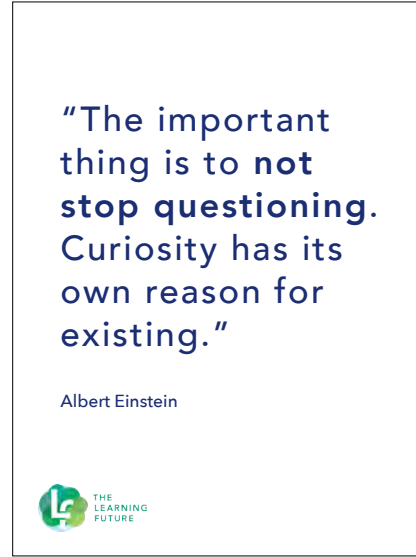 “The important
thing is to not
stop questioning.
Curiosity has its
own reason for
existing.”
Albert Einstein
Lf
THE
LEARNING
FUTURE